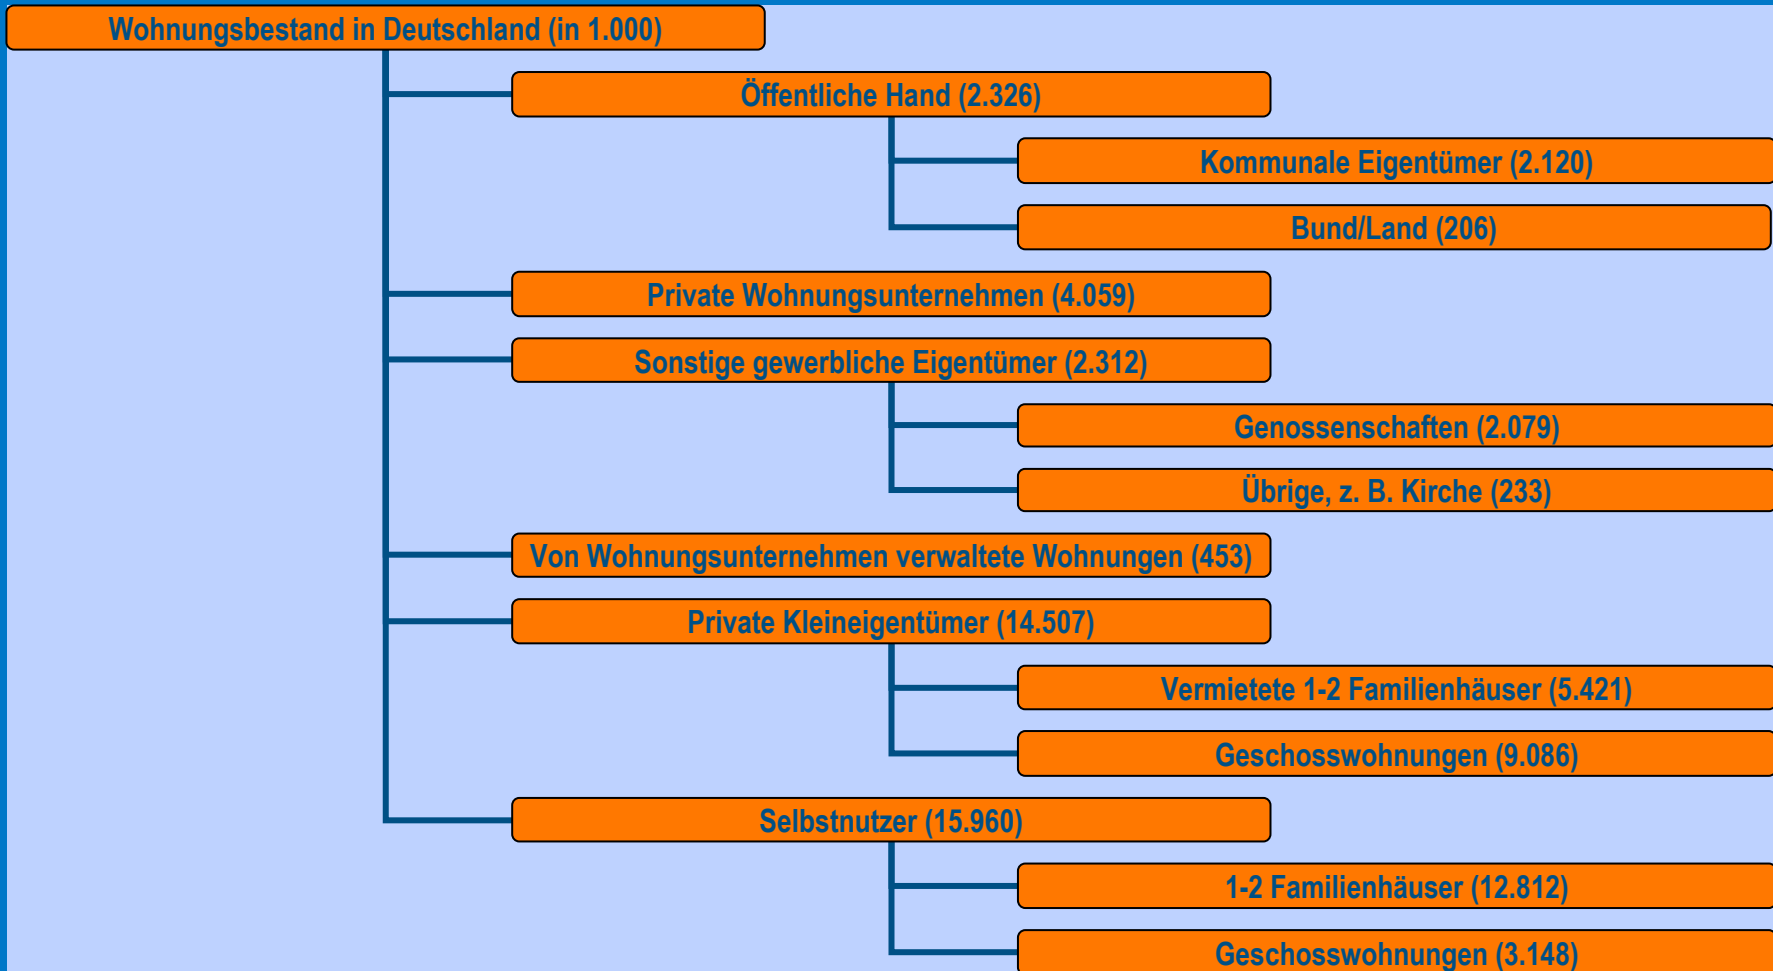 Wohnungsbestand in Deutschland (in 1.000)
Öffentliche Hand (2.326)
Kommunale Eigentümer (2.120)
Bund/Land (206)
Private Wohnungsunternehmen (4.059)
Sonstige gewerbliche Eigentümer (2.312)
Genossenschaften (2.079)
Übrige, z. B. Kirche (233)
Von Wohnungsunternehmen verwaltete Wohnungen (453)
Private Kleineigentümer (14.507)
Vermietete 1-2 Familienhäuser (5.421)
Geschosswohnungen (9.086)
Selbstnutzer (15.960)
1-2 Familienhäuser (12.812)
Geschosswohnungen (3.148)